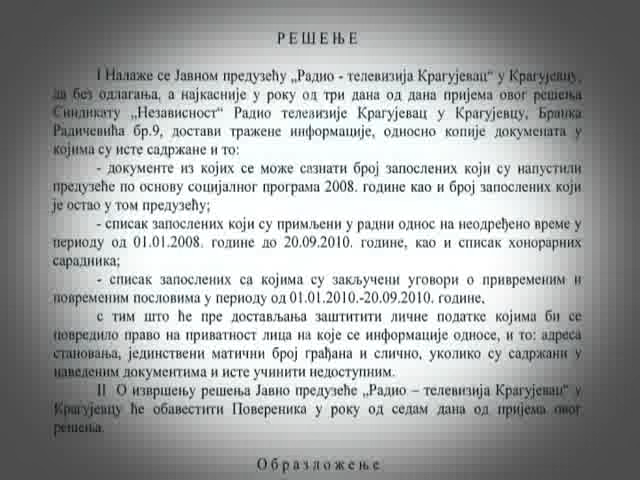 РЕШЕЊЕ
I Налаже се Јавном предузећу „Радио - телевизија Крагујевац“ у Крагујевцу,
да без одлагања, а најкасније у року од три дана од дана пријема овог решења
Синдикату „Независност“ Радио телевизије Крагујевац у Крагујевцу, Бранка
Радичевића бр.9, достави тражене информације, односно копије докумената у
којима су исте садржане и то:
- документе из којих се може сазнати број запослених који су напустили
предузеће по основу социјалног програма 2008. године као и број запослених који
је остао у том предузећу;
- списак запослених који су примљени у радни однос на неодређено време у
периоду од 01.01.2008. године до 20.09.2010. године, као и списак хонорарних
сарадника;
- списак запослених са којима су закључени уговори о привременим и
повременим пословима у периоду од 01.01.2010.-20.09.2010. године,
с тим што ће пре достављања заштитити личне податке којима би се
повредило право на приватност лица на које се информације односе, и то: адреса
становања, јединствени матични број грађана и слично, уколико су садржани у
наведеним документима и исте учинити недоступним.
II О извршењу решења Јавно предузеће „Радио – телевизија Крагујевац“ у
Крагујевцу ће обавестити Повереника у року од седам дана од пријема овог
решења.
Образложење